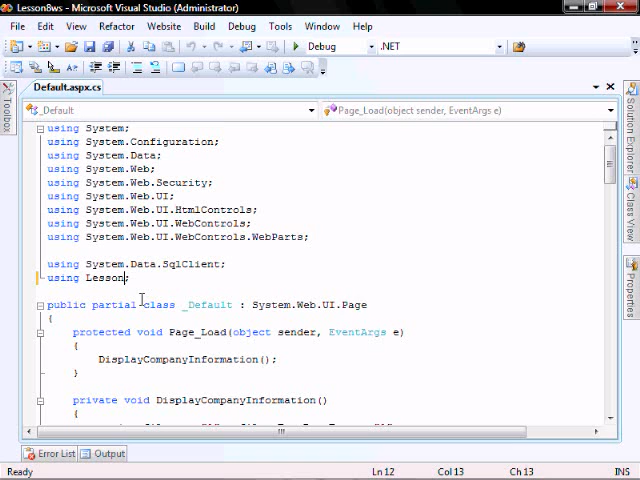 Lesson8ws - Microsoft Visual Studio (Administrator)
File Edit View Refactor Website Build Debug Tools Window Help
Debug .NET
Default.aspx.cs
_Default Page_Load(object sender, EventArgs e)
Toolbox
Solution Explorer
Class View
Properties
using System;
using System.Configuration;
using System.Data;
using System.Web;
using System.Web.Security;
using System.Web.UI;
using System.Web.UI.HtmlControls;
using System.Web.UI.WebControls;
using System.Web.UI.WebControls.WebParts;
using System.Data.SqlClient;
using Lesson;
public partial class _Default : System.Web.UI.Page
{
protected void Page_Load(object sender, EventArgs e)
{
DisplayCompanyInformation();
}
private void DisplayCompanyInformation()
{
Error List Output
Ready Ln 12 Col 13 Ch 13 INS